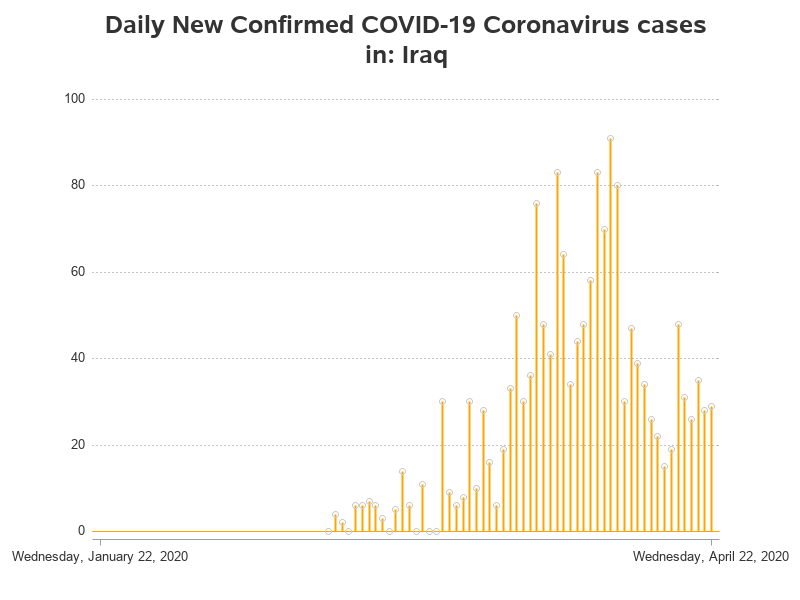 Daily New Confirmed COVID-19 Coronavirus cases
in: Iraq
100
80
60
40
20
0
Wednesday, January 22, 2020 Wednesday, April 22, 2020